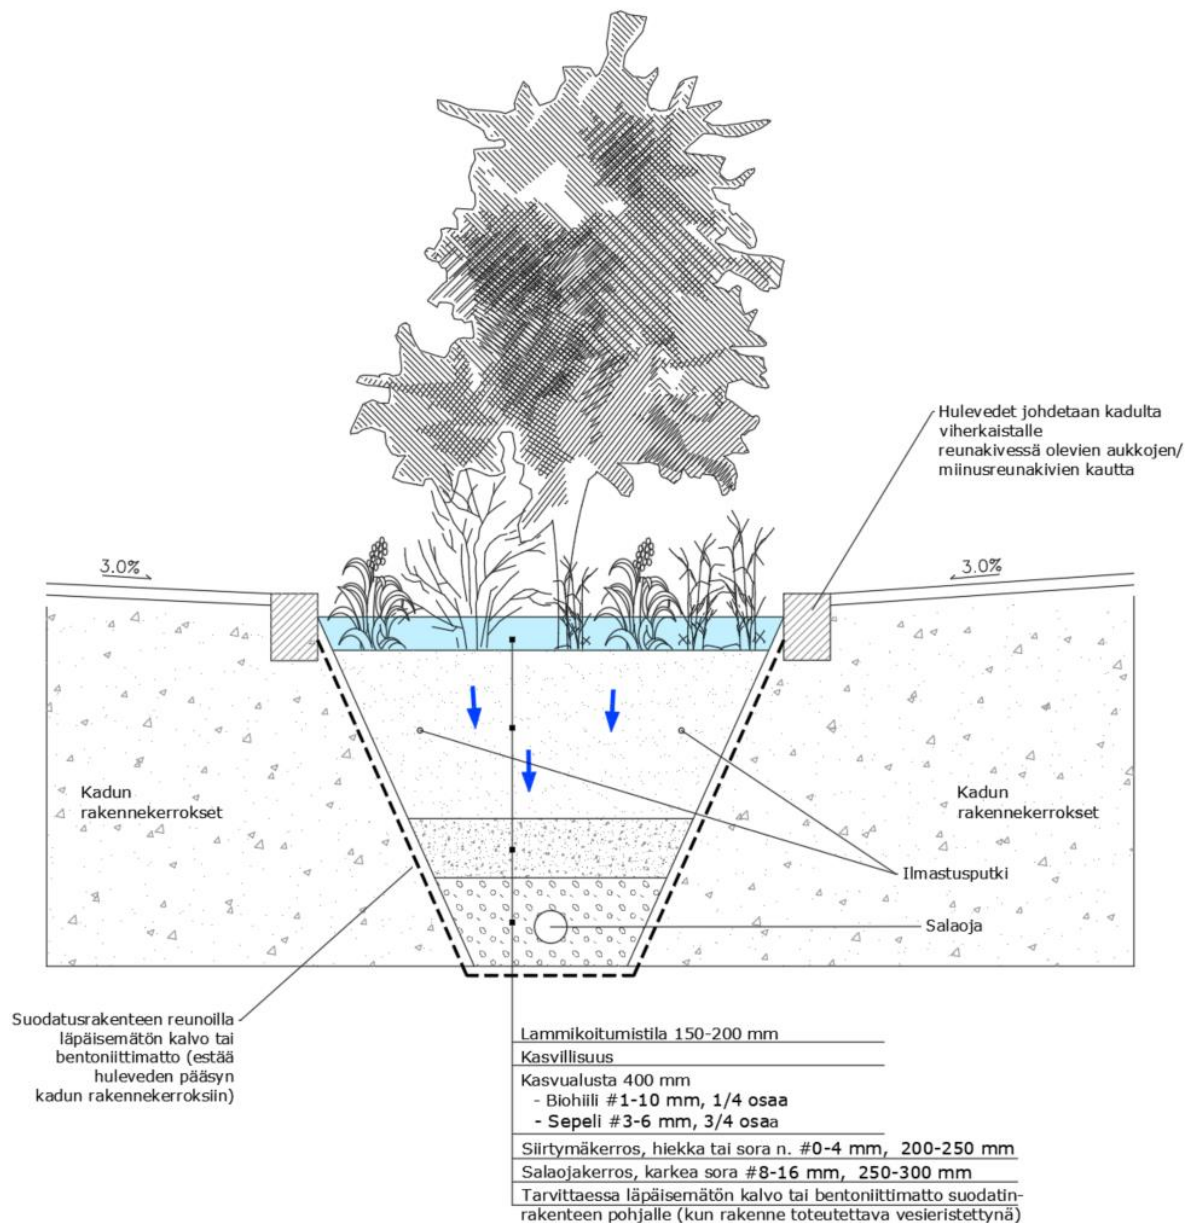 Hulevedet johdetaan kadulta
viherkaistalle
reunakivessä olevien aukkojen/
miinusreunakivien kautta
3.0%
3.0%
Kadun
rakennekerrokset
Kadun
rakennekerrokset
Ilmastusputki
Salaoja
Suodatusrakenteen reunoilla
läpäisemätön kalvo tai
bentoniittimatto (estää
huleveden pääsyn
kadun rakennekerroksiin)
Lammikoitumistila 150-200 mm
Kasvillisuus
Kasvualusta 400 mm
- Biohiili #1-10 mm, 1/4 osaa
- Sepeli #3-6 mm, 3/4 osaa
Siirtymäkerros, hiekka tai sora n. #0-4 mm, 200-250 mm
Salaojakerros, karkea sora #8-16 mm, 250-300 mm
Tarvittaessa läpäisemätön kalvo tai bentoniittimatto suodatin-
rakenteen pohjalle (kun rakenne toteutettava vesieristettynä)